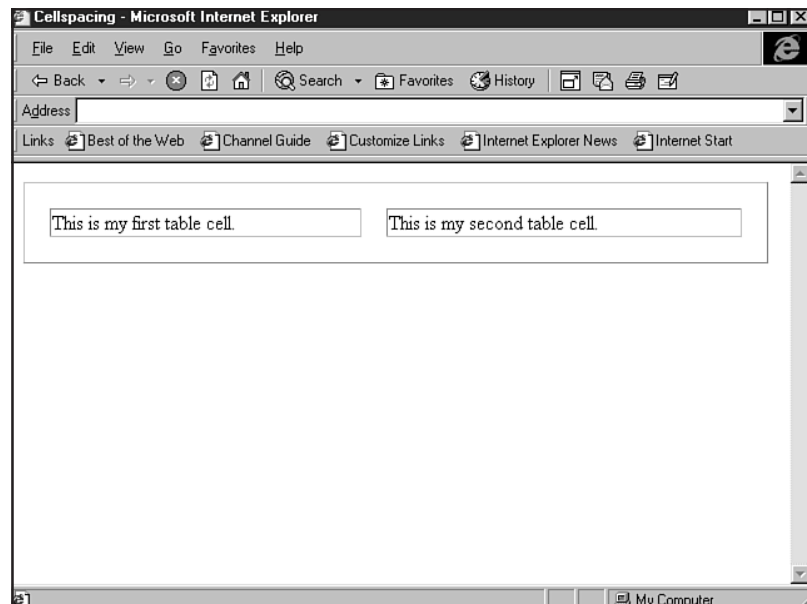 Cellspacing - Microsoft Internet Explorer
File Edit View Go Favorites Help
Back Search Favorites History
Address
Links Best of the Web Channel Guide Customize Links Internet Explorer News Internet Start
This is my first table cell. This is my second table cell.
My Computer